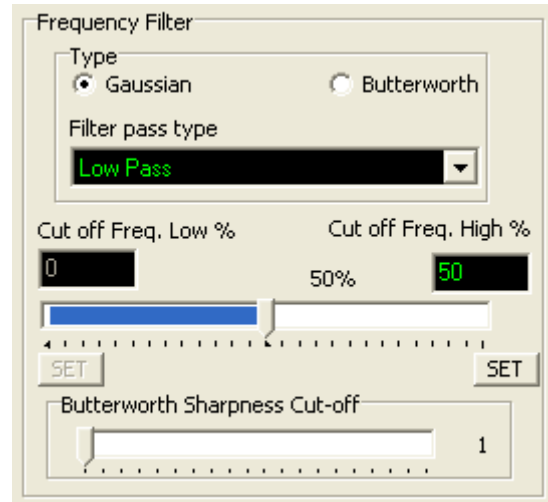 Frequency Filter
Type
Gaussian Butterworth
Filter pass type
Low Pass
Cut off Freq. Low % Cut off Freq. High %
0 50% 50
SET SET
Butterworth Sharpness Cut-off
1